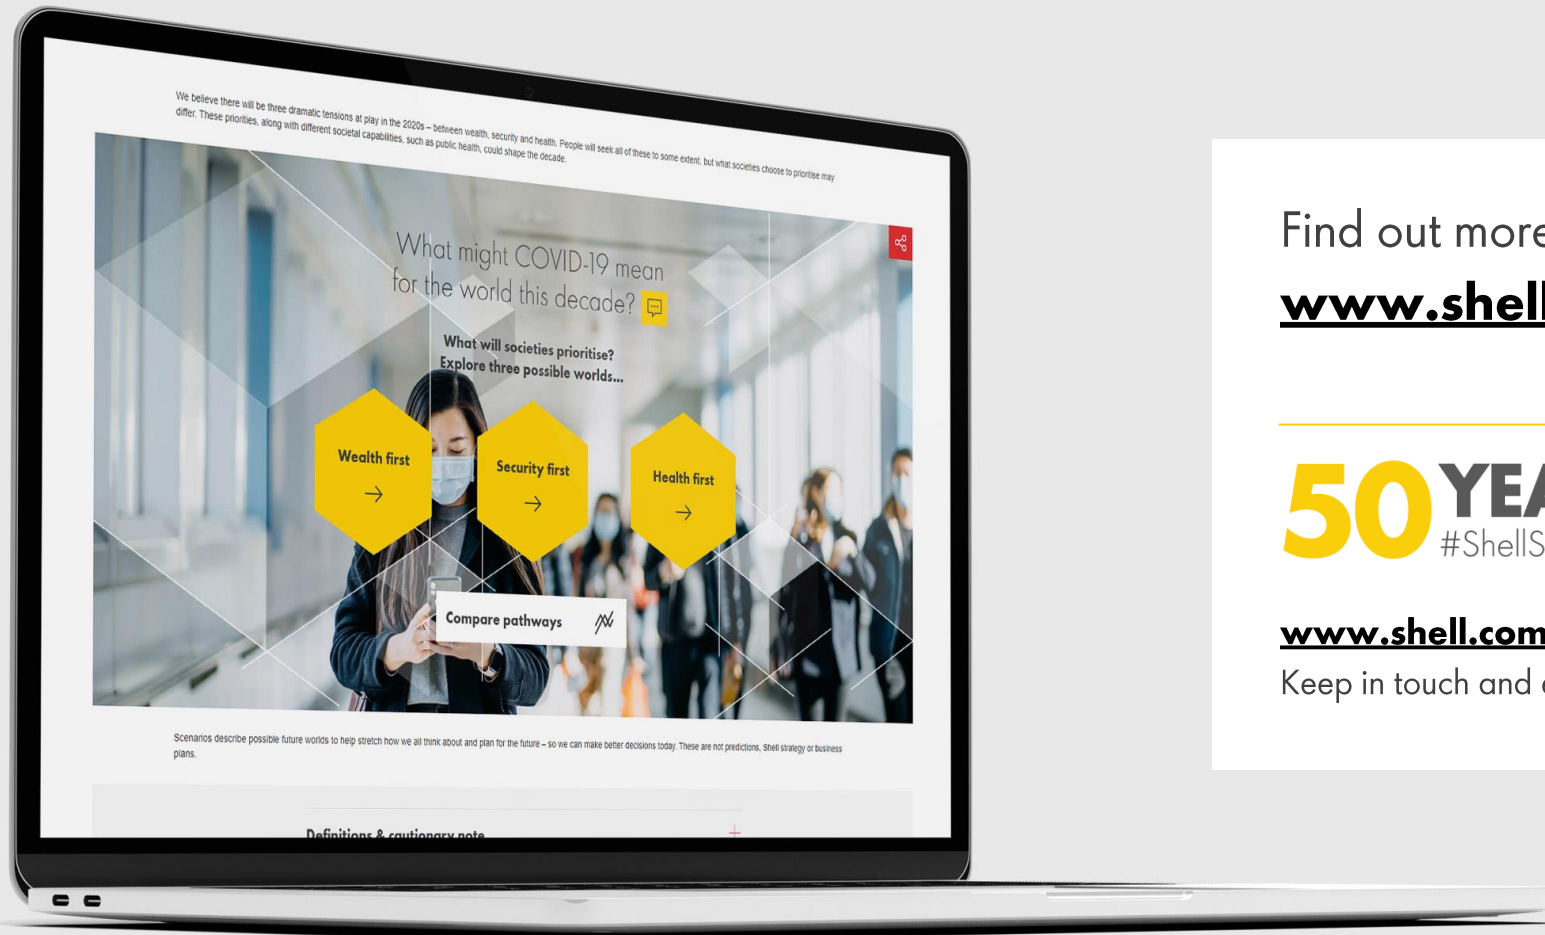 We believe there will be three dramatic tensions at play in the 2020s – between wealth, security and health. People will seek all of these to some extent, but what societies choose to prioritise may
differ. These priorities, along with different societal capabilities, such as public health, could shape the decade.
What might COVID-19 mean
for the world this decade?
What will societies prioritise?
Explore three possible worlds...
Wealth first
Security first
Health first
Compare pathways
Scenarios describe possible future worlds to help stretch how we all think about and plan for the future – so we can make better decisions today. These are not predictions, Shell strategy or business
plans.
Definitions & cautionary note
Find out more
www.shell
50 YEA
#ShellS
www.shell.com
Keep in touch and